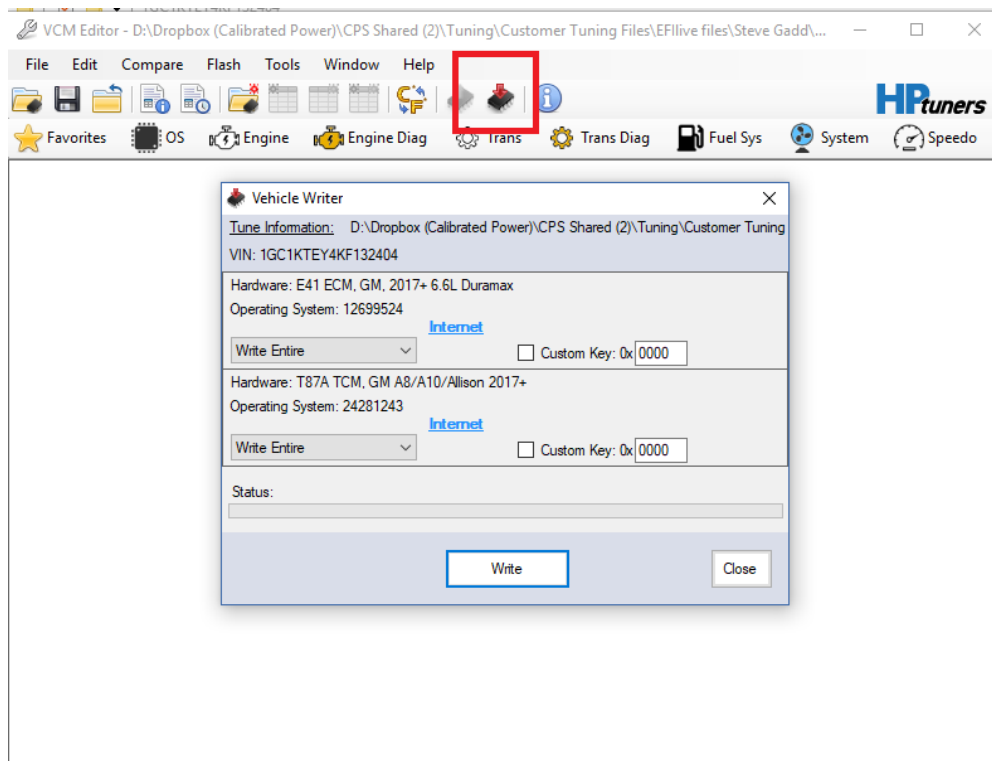 VCM Editor - D:\Dropbox (Calibrated Power)\CPS Shared (2)\Tuning\Customer Tuning Files\EFIlive files\Steve Gadd\...
File Edit Compare Flash Tools Window Help
HPtuners
Favorites OS Engine Engine Diag Trans Trans Diag Fuel Sys System Speedo
Vehicle Writer
Tune Information: D:\Dropbox (Calibrated Power)\CPS Shared (2)\Tuning\Customer Tuning
VIN: 1GC1KTEY4KF132404
Hardware: E41 ECM, GM, 2017+ 6.6L Duramax
Operating System: 12699524
Internet
Write Entire Custom Key: 0x 0000
Hardware: T87A TCM, GM A8/A10/Allison 2017+
Operating System: 24281243
Internet
Write Entire Custom Key: 0x 0000
Status:
Write Close